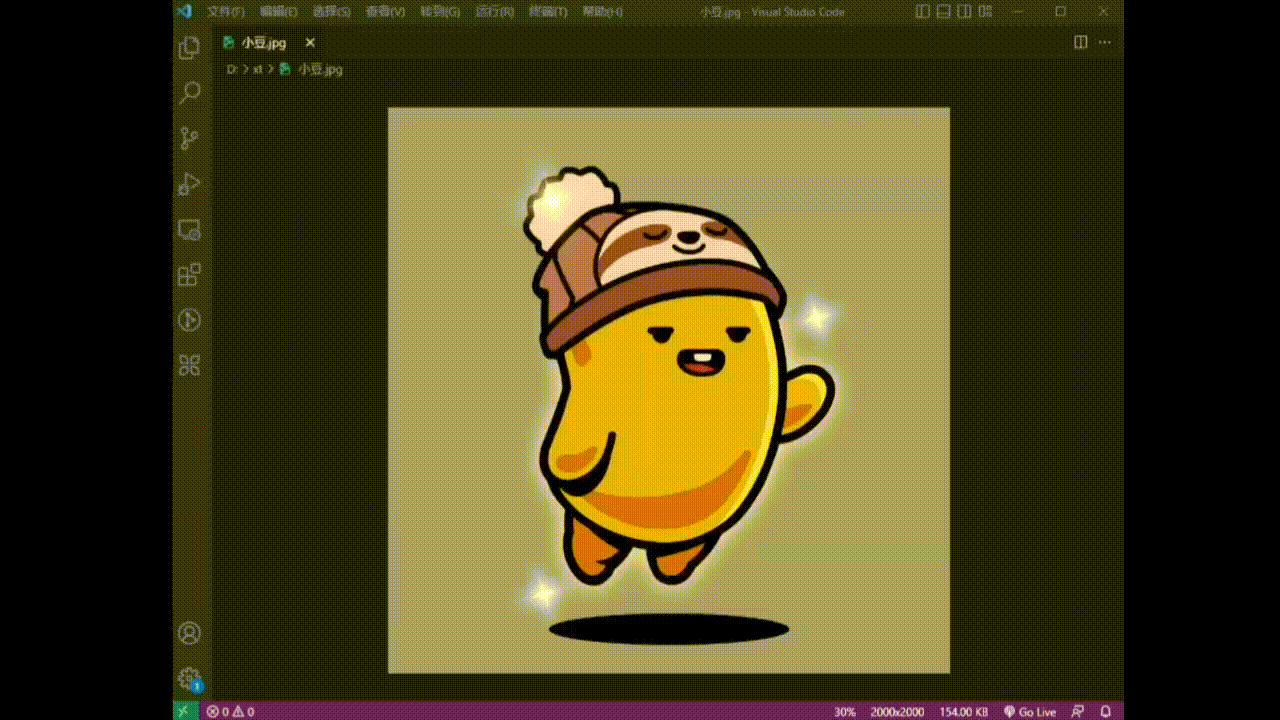 文件(F) 编辑(E) 选择(S) 查看(V) 转到(G) 运行(R) 终端(T) 帮助(H) 小豆.jpg - Visual Studio Code
小豆.jpg
D: > xt > 小豆.jpg
1
0 0 30% 2000x2000 154.00 KB Go Live